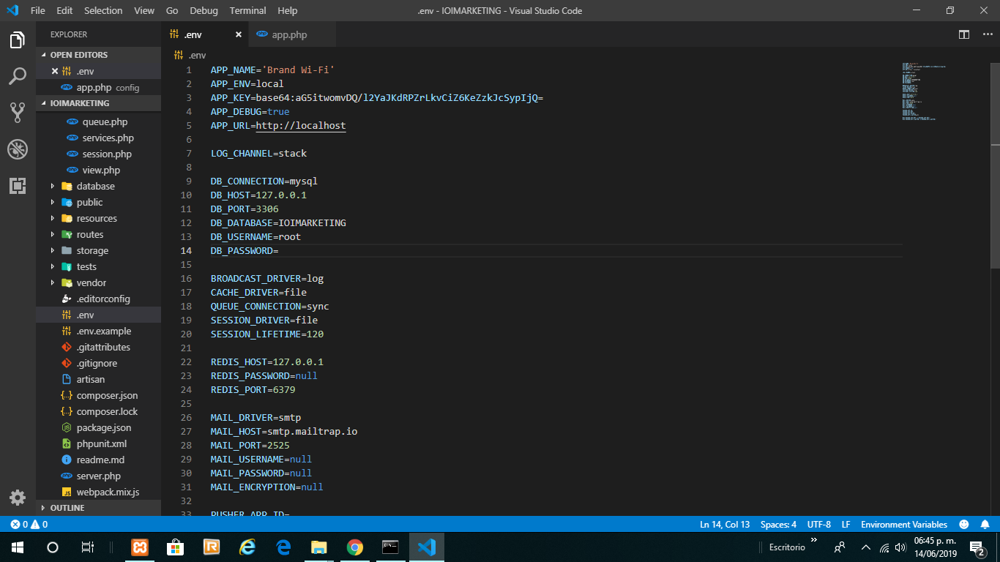 File Edit Selection View Go Debug Terminal Help
.env - IOIMARKETING - Visual Studio Code
EXPLORER
OPEN EDITORS
.env
app.php config
IOIMARKETING
queue.php
services.php
session.php
view.php
database
public
resources
routes
storage
tests
vendor
.editorconfig
.env
.env.example
.gitattributes
.gitignore
artisan
composer.json
composer.lock
package.json
phpunit.xml
readme.md
server.php
webpack.mix.js
OUTLINE
.env
app.php
.env
1 APP_NAME='Brand Wi-Fi'
2 APP_ENV=local
3 APP_KEY=base64:aG5itwomvDQ/l2YaJKdRPZrLkvCiZ6KeZzkJcSypIjQ=
4 APP_DEBUG=true
5 APP_URL=http://localhost
6
7 LOG_CHANNEL=stack
8
9 DB_CONNECTION=mysql
10 DB_HOST=127.0.0.1
11 DB_PORT=3306
12 DB_DATABASE=IOIMARKETING
13 DB_USERNAME=root
14 DB_PASSWORD=
15
16 BROADCAST_DRIVER=log
17 CACHE_DRIVER=file
18 QUEUE_CONNECTION=sync
19 SESSION_DRIVER=file
20 SESSION_LIFETIME=120
21
22 REDIS_HOST=127.0.0.1
23 REDIS_PASSWORD=null
24 REDIS_PORT=6379
25
26 MAIL_DRIVER=smtp
27 MAIL_HOST=smtp.mailtrap.io
28 MAIL_PORT=2525
29 MAIL_USERNAME=null
30 MAIL_PASSWORD=null
31 MAIL_ENCRYPTION=null
32
33 PUSHER_APP_ID=
0 0
Ln 14, Col 13 Spaces: 4 UTF-8 LF Environment Variables
Escritorio
06:45 p. m.
14/06/2019
2